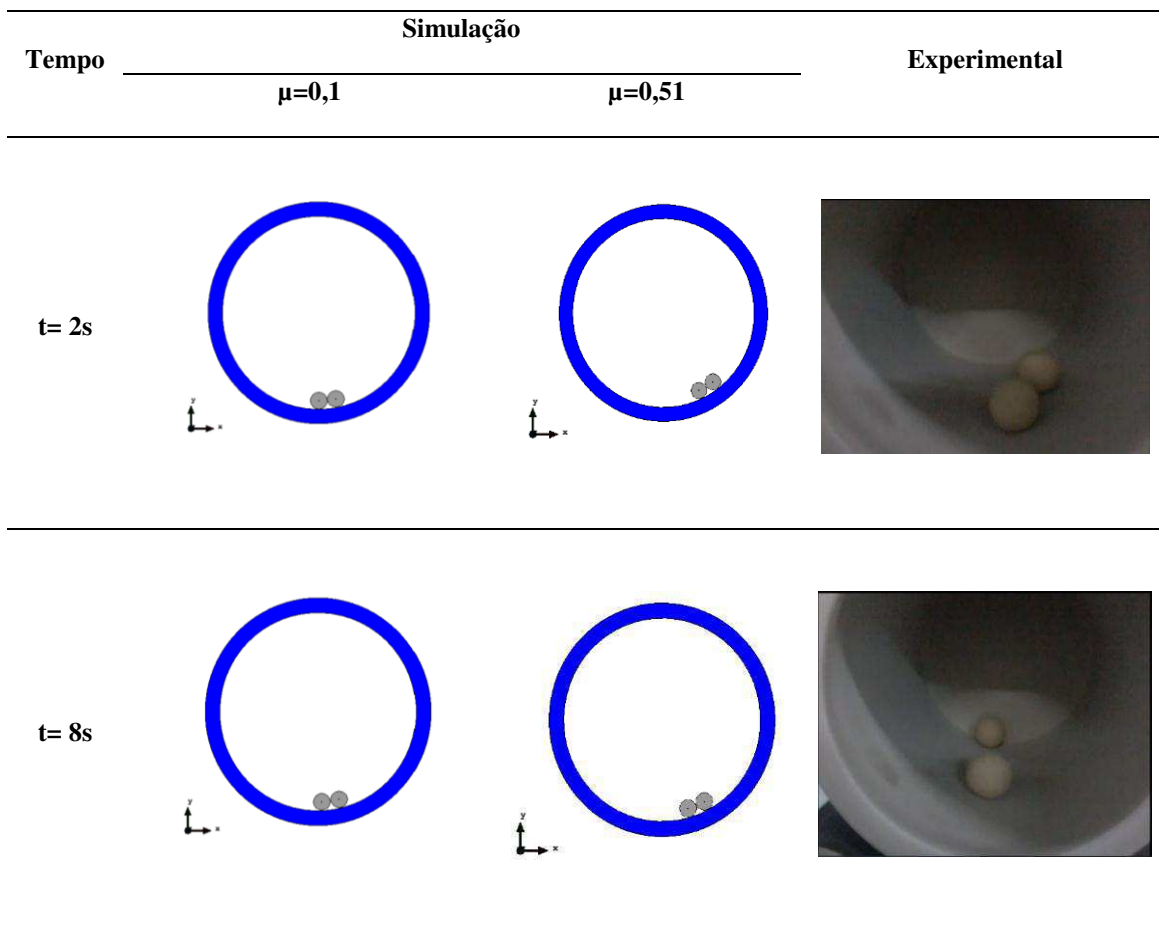 Simulação
Tempo
Experimental
µ=0,1
µ=0,51
t= 2s
y
x
y
x
t= 8s
y
x
y
x